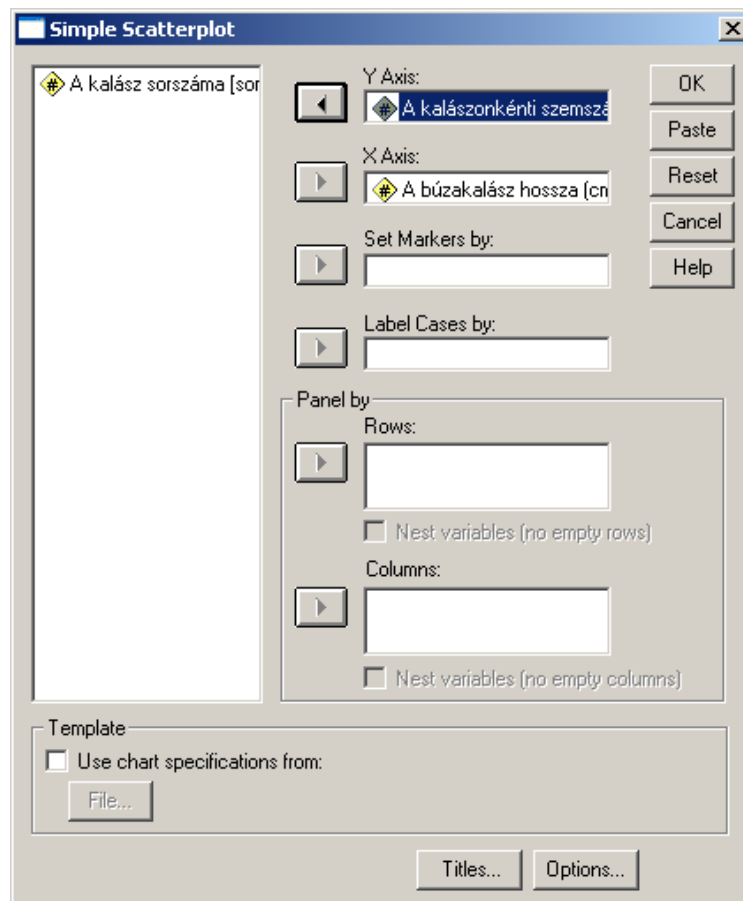 Simple Scatterplot
A kalász sorszáma [sor
Y Axis:
A kalászonkénti szemszá
X Axis:
A búzakalász hossza (cm
Set Markers by:
Label Cases by:
Panel by
Rows:
Nest variables (no empty rows)
Columns:
Nest variables (no empty columns)
OK
Paste
Reset
Cancel
Help
Template
Use chart specifications from:
File...
Titles...
Options...